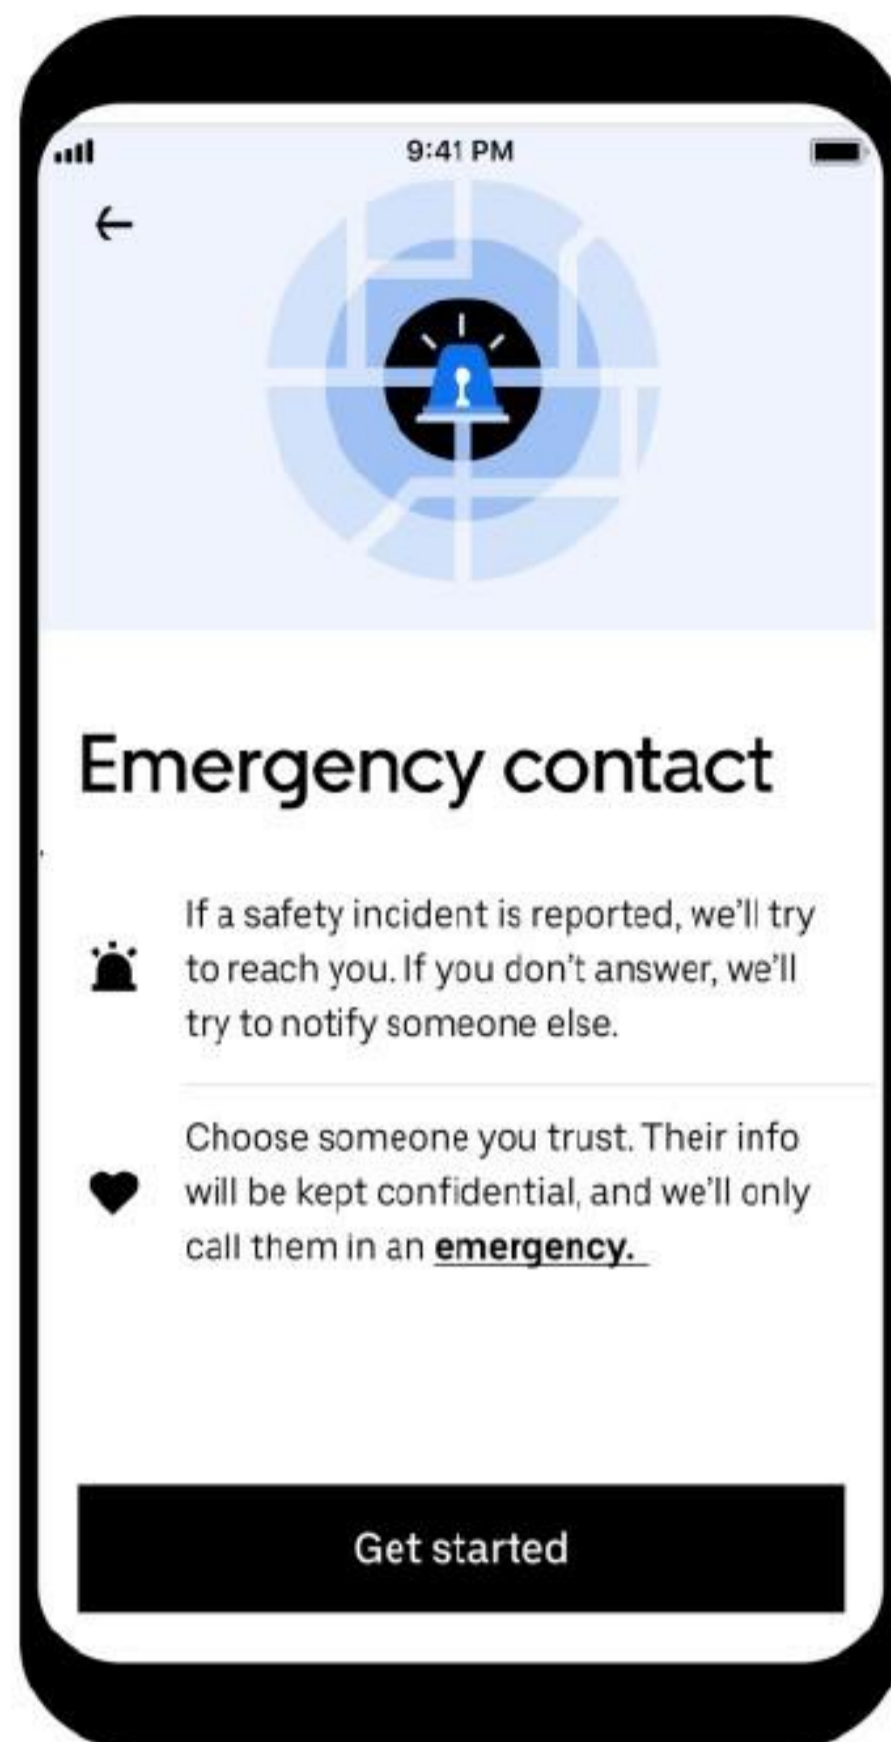 9:41 PM
Emergency contact
If a safety incident is reported, we'll try
to reach you. If you don't answer, we'll
try to notify someone else.
Choose someone you trust. Their info
will be kept confidential, and we'll only
call them in an emergency.
Get started